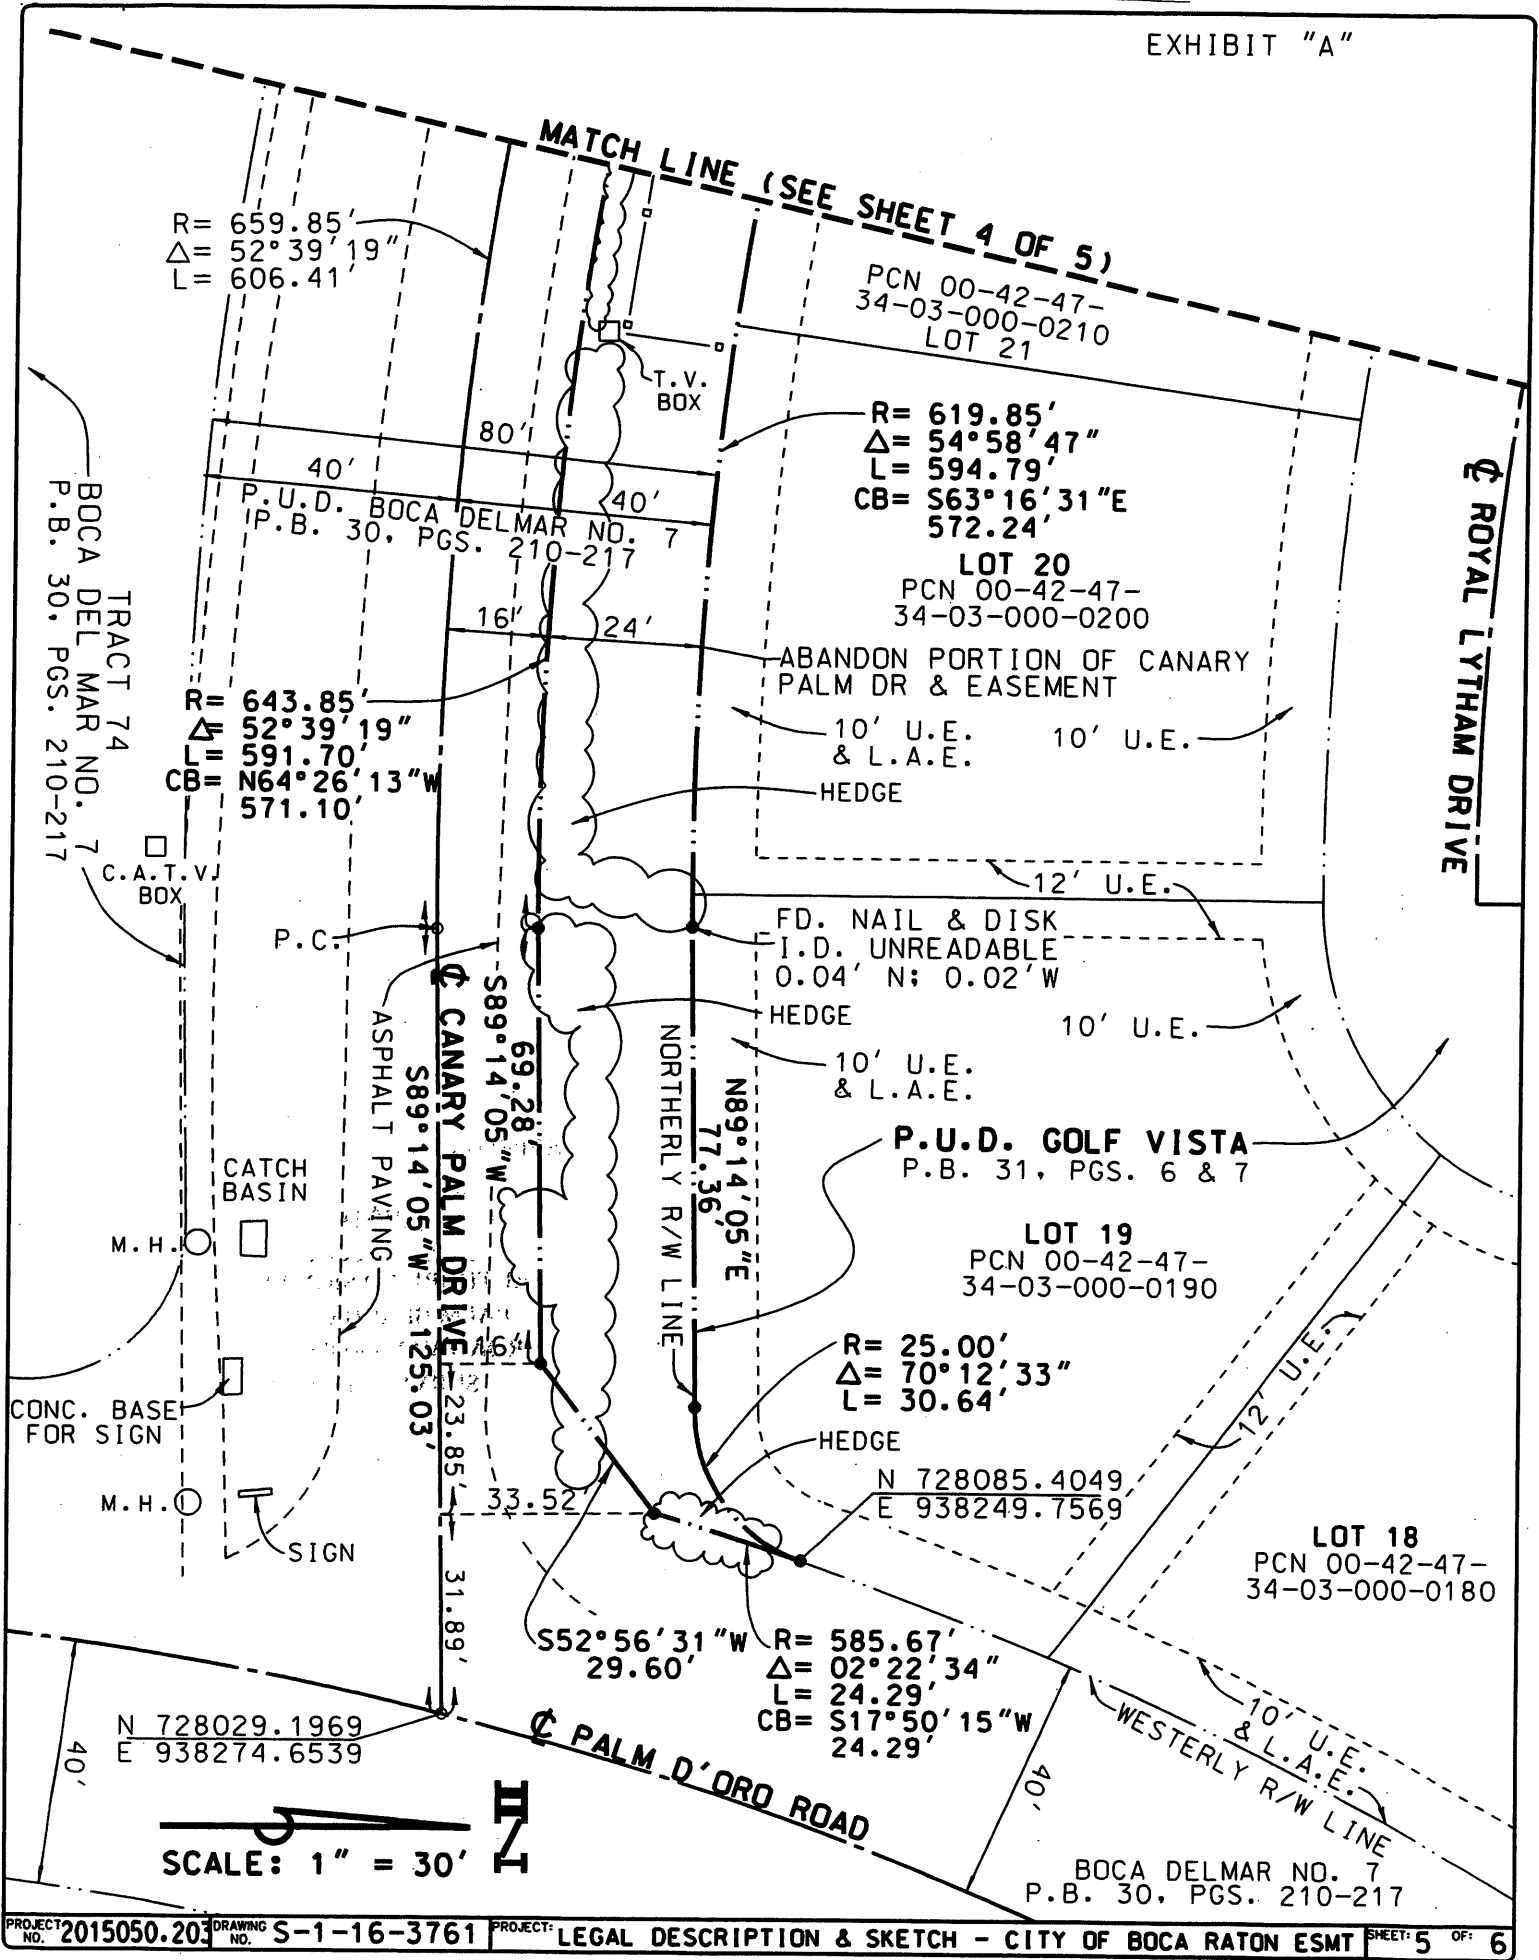 EXHIBIT "A"
MATCH LINE (SEE SHEET 4 OF 5)
R= 659.85'
Δ= 52°39'19"
L= 606.41'
PCN 00-42-47-
34-03-000-0210
LOT 21
T.V.
BOX
R= 619.85'
Δ= 54°58'47"
L= 594.79'
CB= S63°16'31"E
572.24'
80'
40'
40'
P.U.D. BOCA DELMAR NO. 7
P.B. 30, PGS. 210-217
℄ ROYAL LYTHAM DRIVE
LOT 20
PCN 00-42-47-
34-03-000-0200
TRACT 74
BOCA DEL MAR NO. 7
P.B. 30, PGS. 210-217
16'
24'
ABANDON PORTION OF CANARY
PALM DR & EASEMENT
R= 643.85'
Δ= 52°39'19"
L= 591.70'
CB= N64°26'13"W
571.10'
10' U.E.
& L.A.E.
10' U.E.
HEDGE
C.A.T.V.
BOX
12' U.E.
P.C.
FD. NAIL & DISK
I.D. UNREADABLE
0.04' N; 0.02'W
HEDGE
10' U.E.
10' U.E.
& L.A.E.
ASPHALT PAVING
℄ CANARY PALM DRIVE
S89°14'05"W 125.03'
69.28'
S89°14'05"W
NORTHERLY R/W LINE
N89°14'05"E
77.36'
P.U.D. GOLF VISTA
P.B. 31, PGS. 6 & 7
CATCH
BASIN
M.H.
LOT 19
PCN 00-42-47-
34-03-000-0190
16'
R= 25.00'
Δ= 70°12'33"
L= 30.64'
12' U.E.
CONC. BASE
FOR SIGN
23.85'
HEDGE
M.H.
33.52'
N 728085.4049
E 938249.7569
SIGN
LOT 18
PCN 00-42-47-
34-03-000-0180
31.89'
S52°56'31"W
29.60'
R= 585.67'
Δ= 02°22'34"
L= 24.29'
CB= S17°50'15"W
24.29'
N 728029.1969
E 938274.6539
40'
℄ PALM D'ORO ROAD
40'
10' U.E.
& L.A.E.
WESTERLY R/W LINE
N
SCALE: 1" = 30'
BOCA DELMAR NO. 7
P.B. 30, PGS. 210-217
PROJECT NO. 2015050.203 DRAWING NO. S-1-16-3761 PROJECT: LEGAL DESCRIPTION & SKETCH - CITY OF BOCA RATON ESMT SHEET: 5 OF: 6